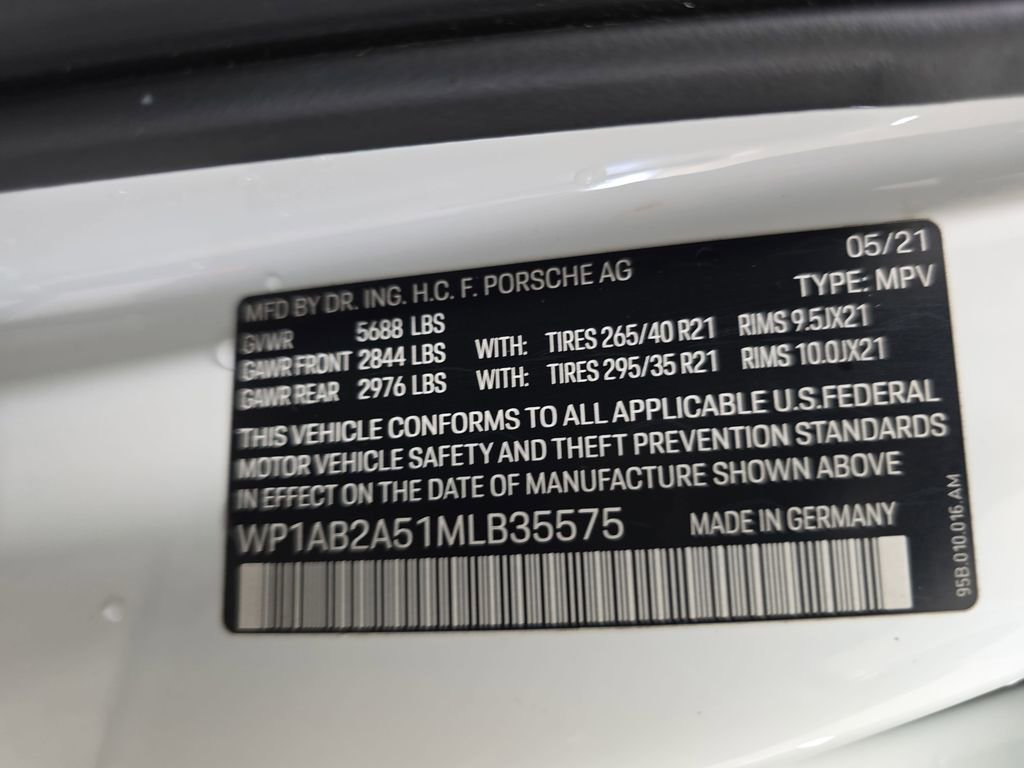 05/21
MFD BY DR. ING. H.C. F. PORSCHE AG TYPE: MPV
GVWR 5688 LBS
GAWR FRONT 2844 LBS WITH: TIRES 265/40 R21 RIMS 9.5JX21
GAWR REAR 2976 LBS WITH: TIRES 295/35 R21 RIMS 10.0JX21
THIS VEHICLE CONFORMS TO ALL APPLICABLE U.S.FEDERAL
MOTOR VEHICLE SAFETY AND THEFT PREVENTION STANDARDS
IN EFFECT ON THE DATE OF MANUFACTURE SHOWN ABOVE
WP1AB2A51MLB35575 MADE IN GERMANY
95B.010.016.AM